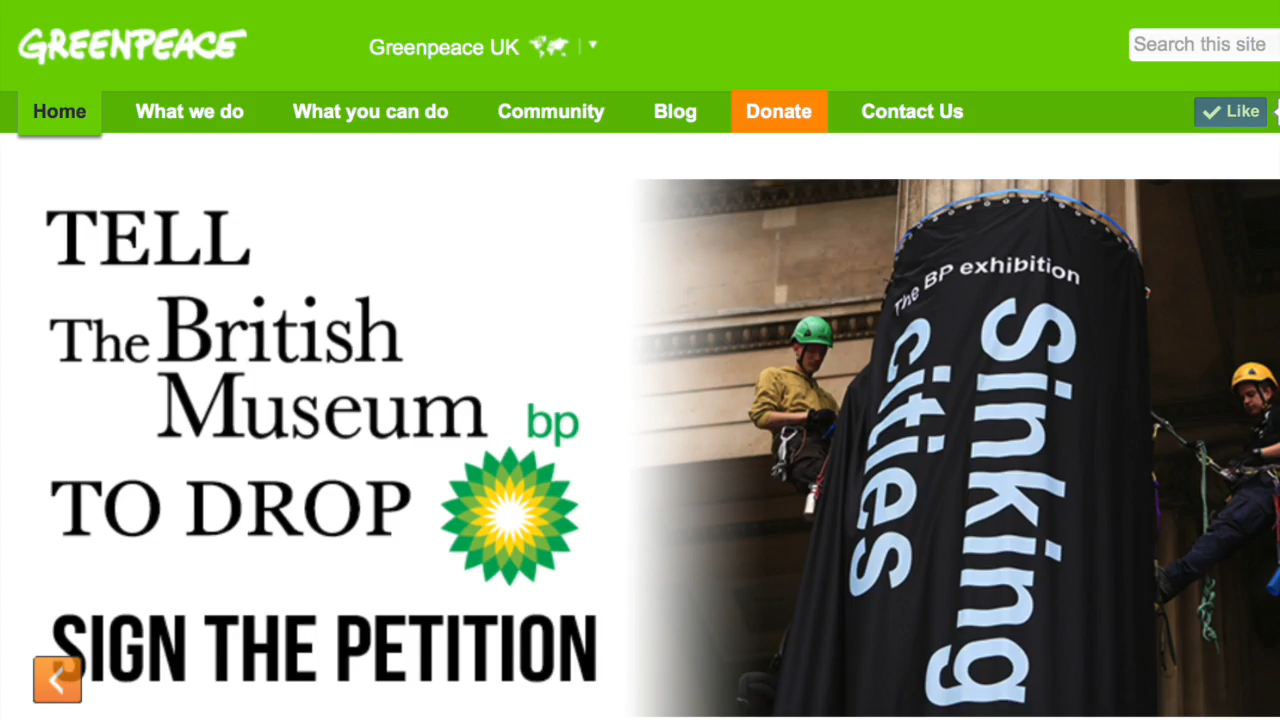 GREENPEACE
Greenpeace UK
Search this site
Home What we do What you can do Community Blog Donate Contact Us
Like
TELL
The British
Museum
bp
TO DROP
SIGN THE PETITION
The BP exhibition
Sinking
cities